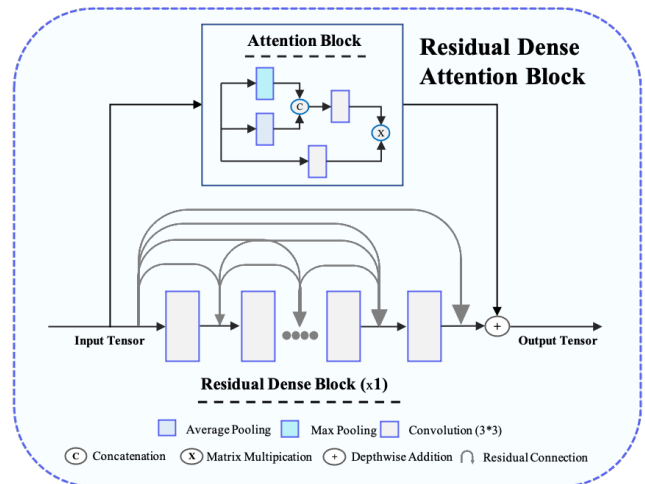 Attention Block
Residual Dense
Attention Block
C
X
Input Tensor
+
Output Tensor
Residual Dense Block (x1)
Average Pooling
Max Pooling
Convolution (3*3)
C Concatenation
X Matrix Multipication
+ Depthwise Addition
Residual Connection